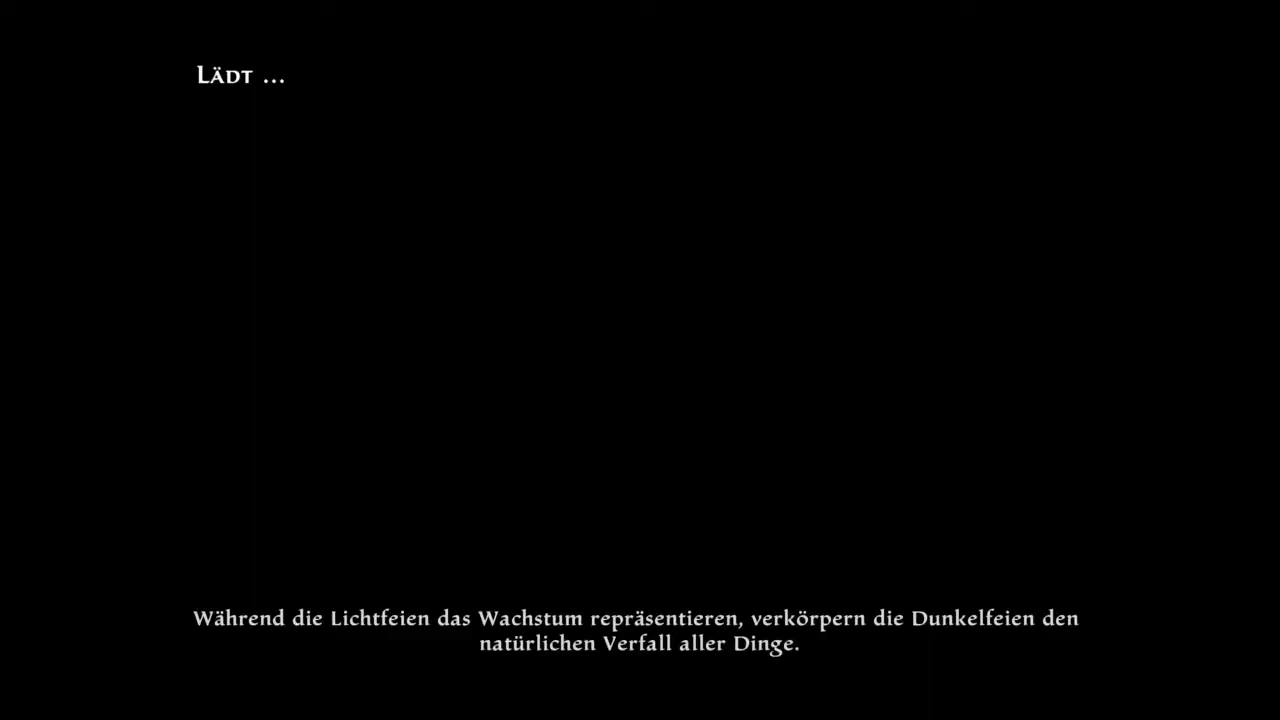 Lädt ...
Während die Lichtfeien das Wachstum repräsentieren, verkörpern die Dunkelfeien den
natürlichen Verfall aller Dinge.